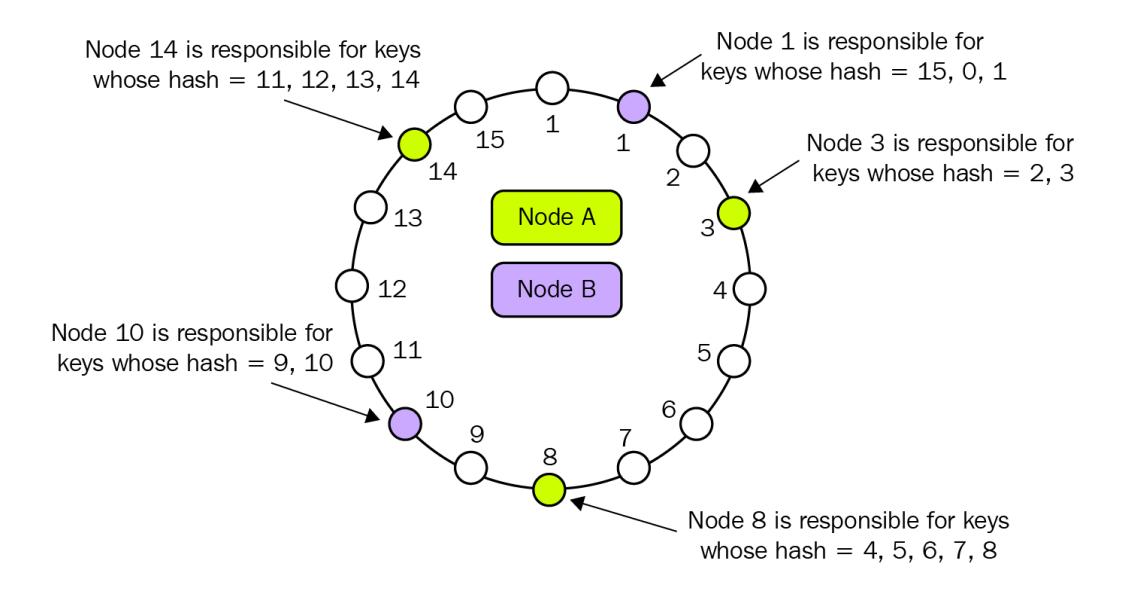 Node 14 is responsible for keys
whose hash = 11, 12, 13, 14
Node 1 is responsible for
keys whose hash = 15, 0, 1
Node 3 is responsible for
keys whose hash = 2, 3
15
1
1
14
2
13
3
Node A
12
Node B
4
Node 10 is responsible for
keys whose hash = 9, 10
11
5
10
6
9
7
8
Node 8 is responsible for keys
whose hash = 4, 5, 6, 7, 8